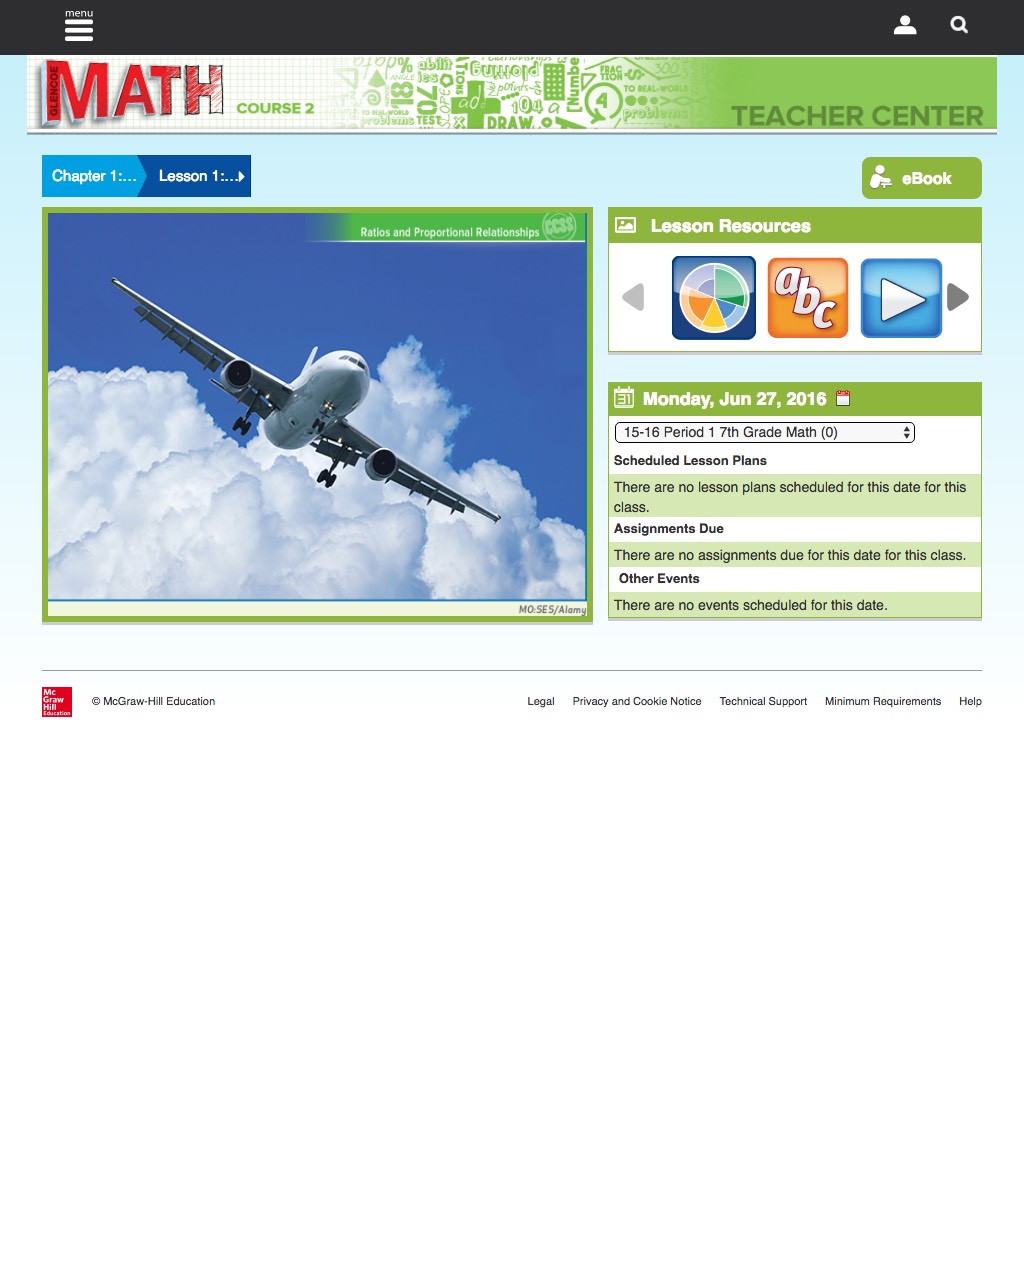 menu
GLENCOE
MATH
COURSE 2
TEACHER CENTER
Chapter 1:...
Lesson 1:...
eBook
Ratios and Proportional Relationships
CCSS
MO:SES/Alamy
Lesson Resources
abc
31
Monday, Jun 27, 2016
15-16 Period 1 7th Grade Math (0)
Scheduled Lesson Plans
There are no lesson plans scheduled for this date for this
class.
Assignments Due
There are no assignments due for this date for this class.
Other Events
There are no events scheduled for this date.
Mc
Graw
Hill
Education
© McGraw-Hill Education
Legal
Privacy and Cookie Notice
Technical Support
Minimum Requirements
Help